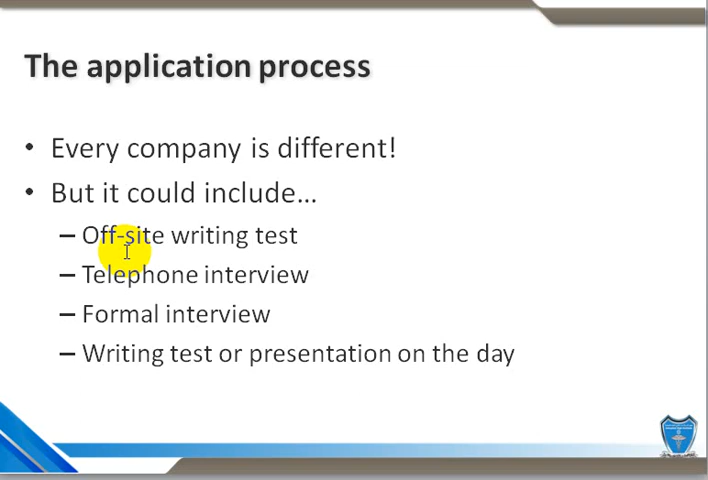 The application process
• Every company is different!
• But it could include...
– Off-site writing test
– Telephone interview
– Formal interview
– Writing test or presentation on the day